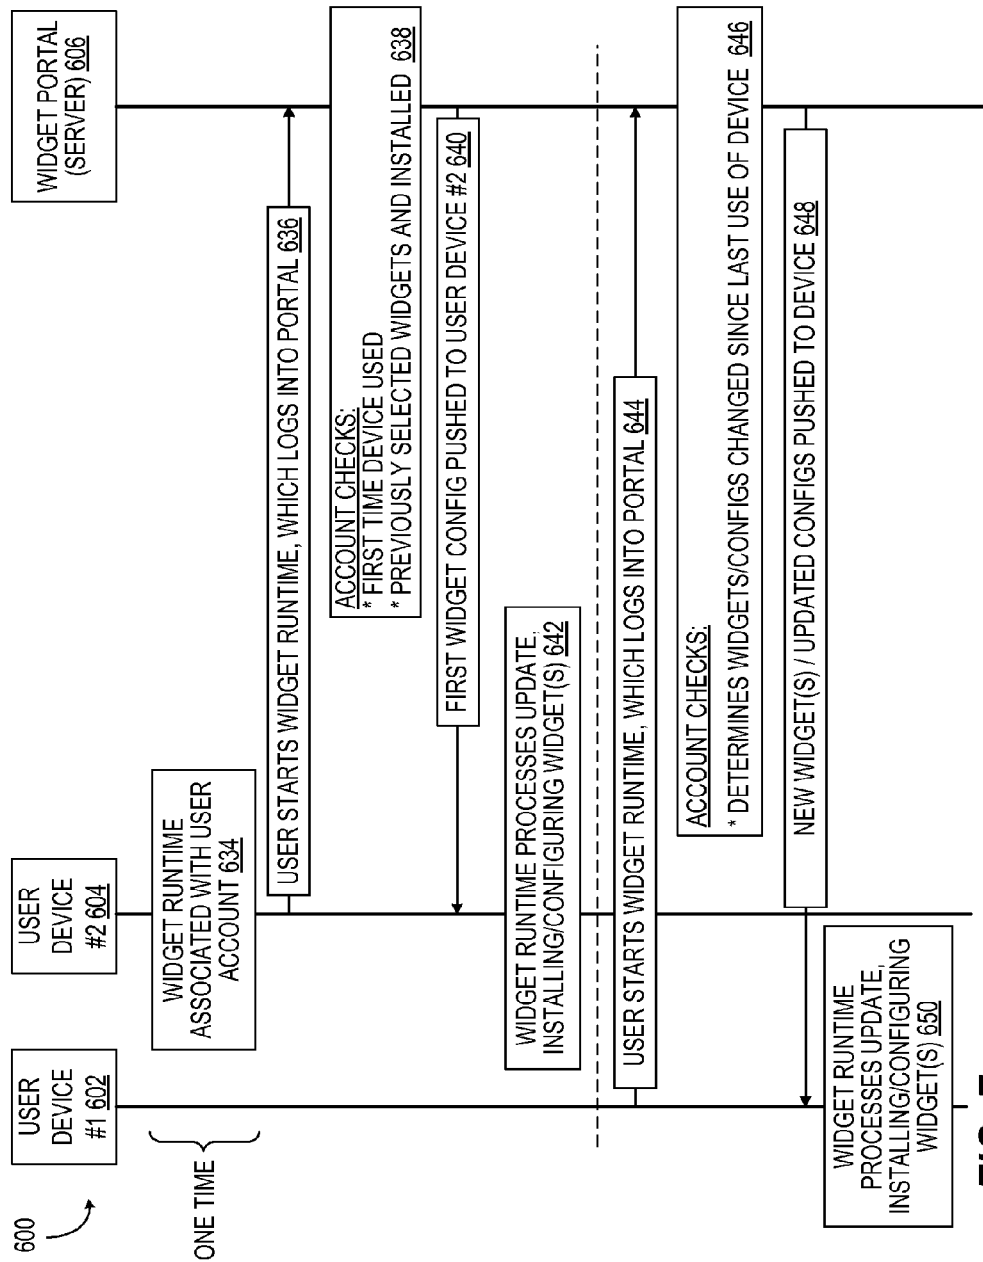 600
USER
DEVICE
#1 602
USER
DEVICE
#2 604
WIDGET PORTAL
(SERVER) 606
ONE TIME
WIDGET RUNTIME
ASSOCIATED WITH USER
ACCOUNT 634
USER STARTS WIDGET RUNTIME, WHICH LOGS INTO PORTAL 636
ACCOUNT CHECKS:
* FIRST TIME DEVICE USED
* PREVIOUSLY SELECTED WIDGETS AND INSTALLED 638
FIRST WIDGET CONFIG PUSHED TO USER DEVICE #2 640
WIDGET RUNTIME PROCESSES UPDATE,
INSTALLING/CONFIGURING WIDGET(S) 642
USER STARTS WIDGET RUNTIME, WHICH LOGS INTO PORTAL 644
ACCOUNT CHECKS:
* DETERMINES WIDGETS/CONFIGS CHANGED SINCE LAST USE OF DEVICE 646
NEW WIDGET(S) / UPDATED CONFIGS PUSHED TO DEVICE 648
WIDGET RUNTIME
PROCESSES UPDATE,
INSTALLING/CONFIGURING
WIDGET(S) 650